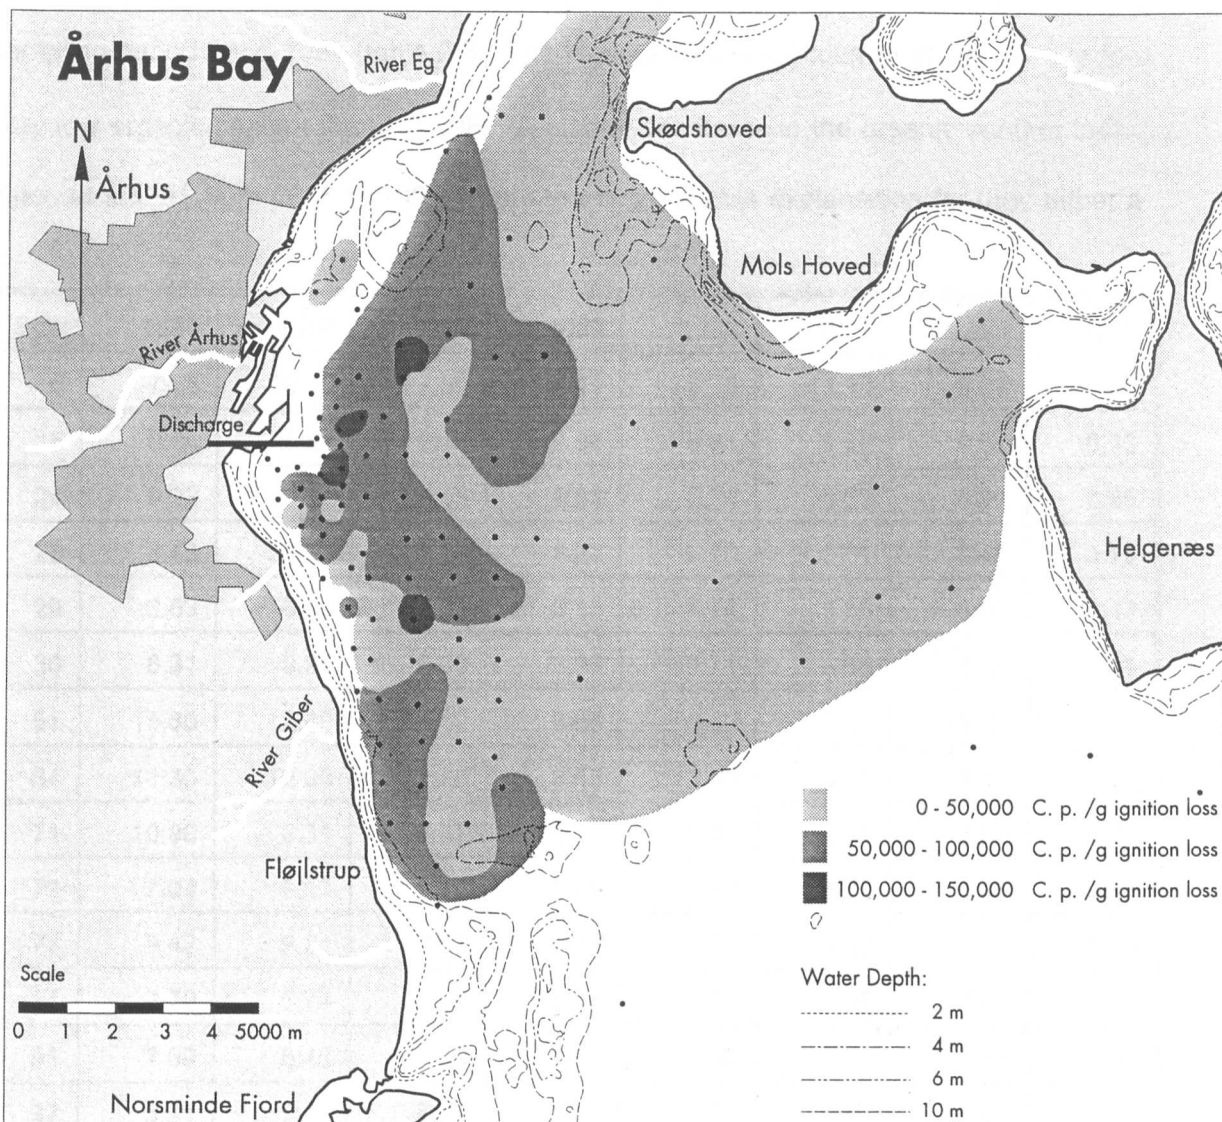 Århus Bay
River Eg
Skødshoved
N
Århus
Mols Hoved
River Århus
Discharge
Helgenæs
River Giber
Fløjlstrup
0 - 50,000 C. p. /g ignition loss
50,000 - 100,000 C. p. /g ignition loss
100,000 - 150,000 C. p. /g ignition loss
Water Depth:
2 m
4 m
6 m
10 m
Scale
0 1 2 3 4 5000 m
Norsminde Fjord